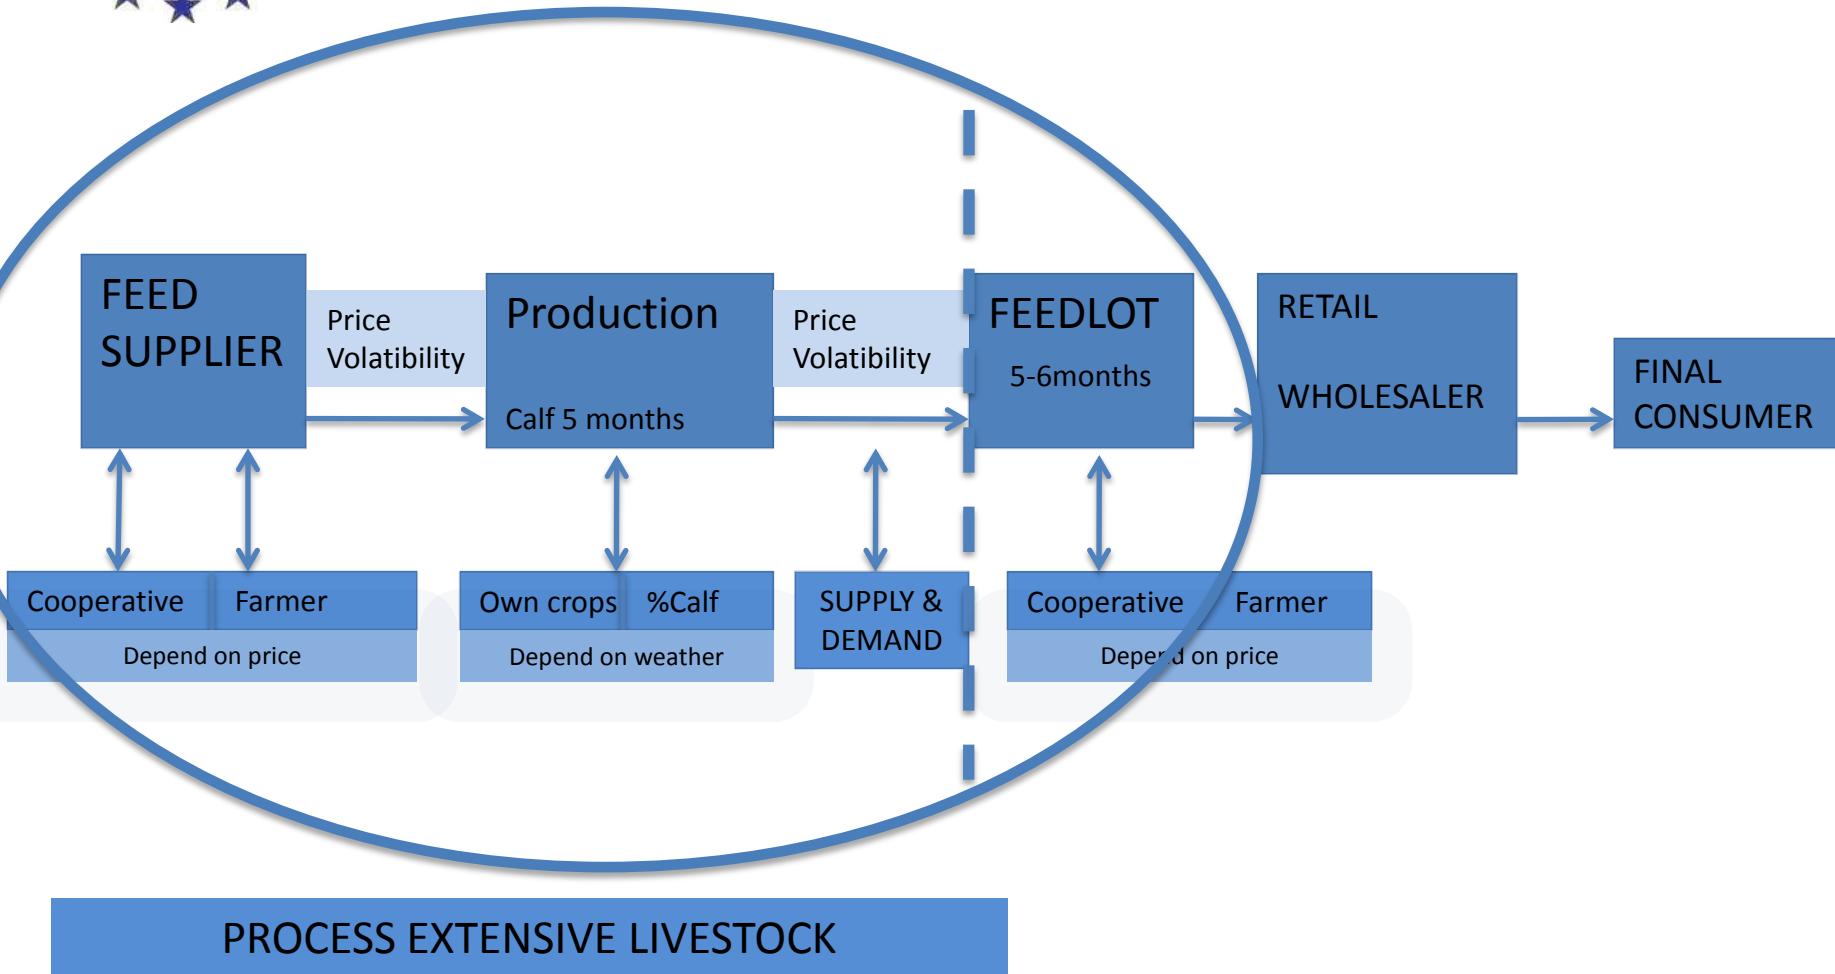 FEED
SUPPLIER
Price
Volatibility
Production
Calf 5 months
Price
Volatibility
FEEDLOT
5-6months
RETAIL
WHOLESALER
FINAL
CONSUMER
Cooperative
Farmer
Depend on price
Own crops
%Calf
Depend on weather
SUPPLY &
DEMAND
Cooperative
Farmer
Depend on price
PROCESS EXTENSIVE LIVESTOCK